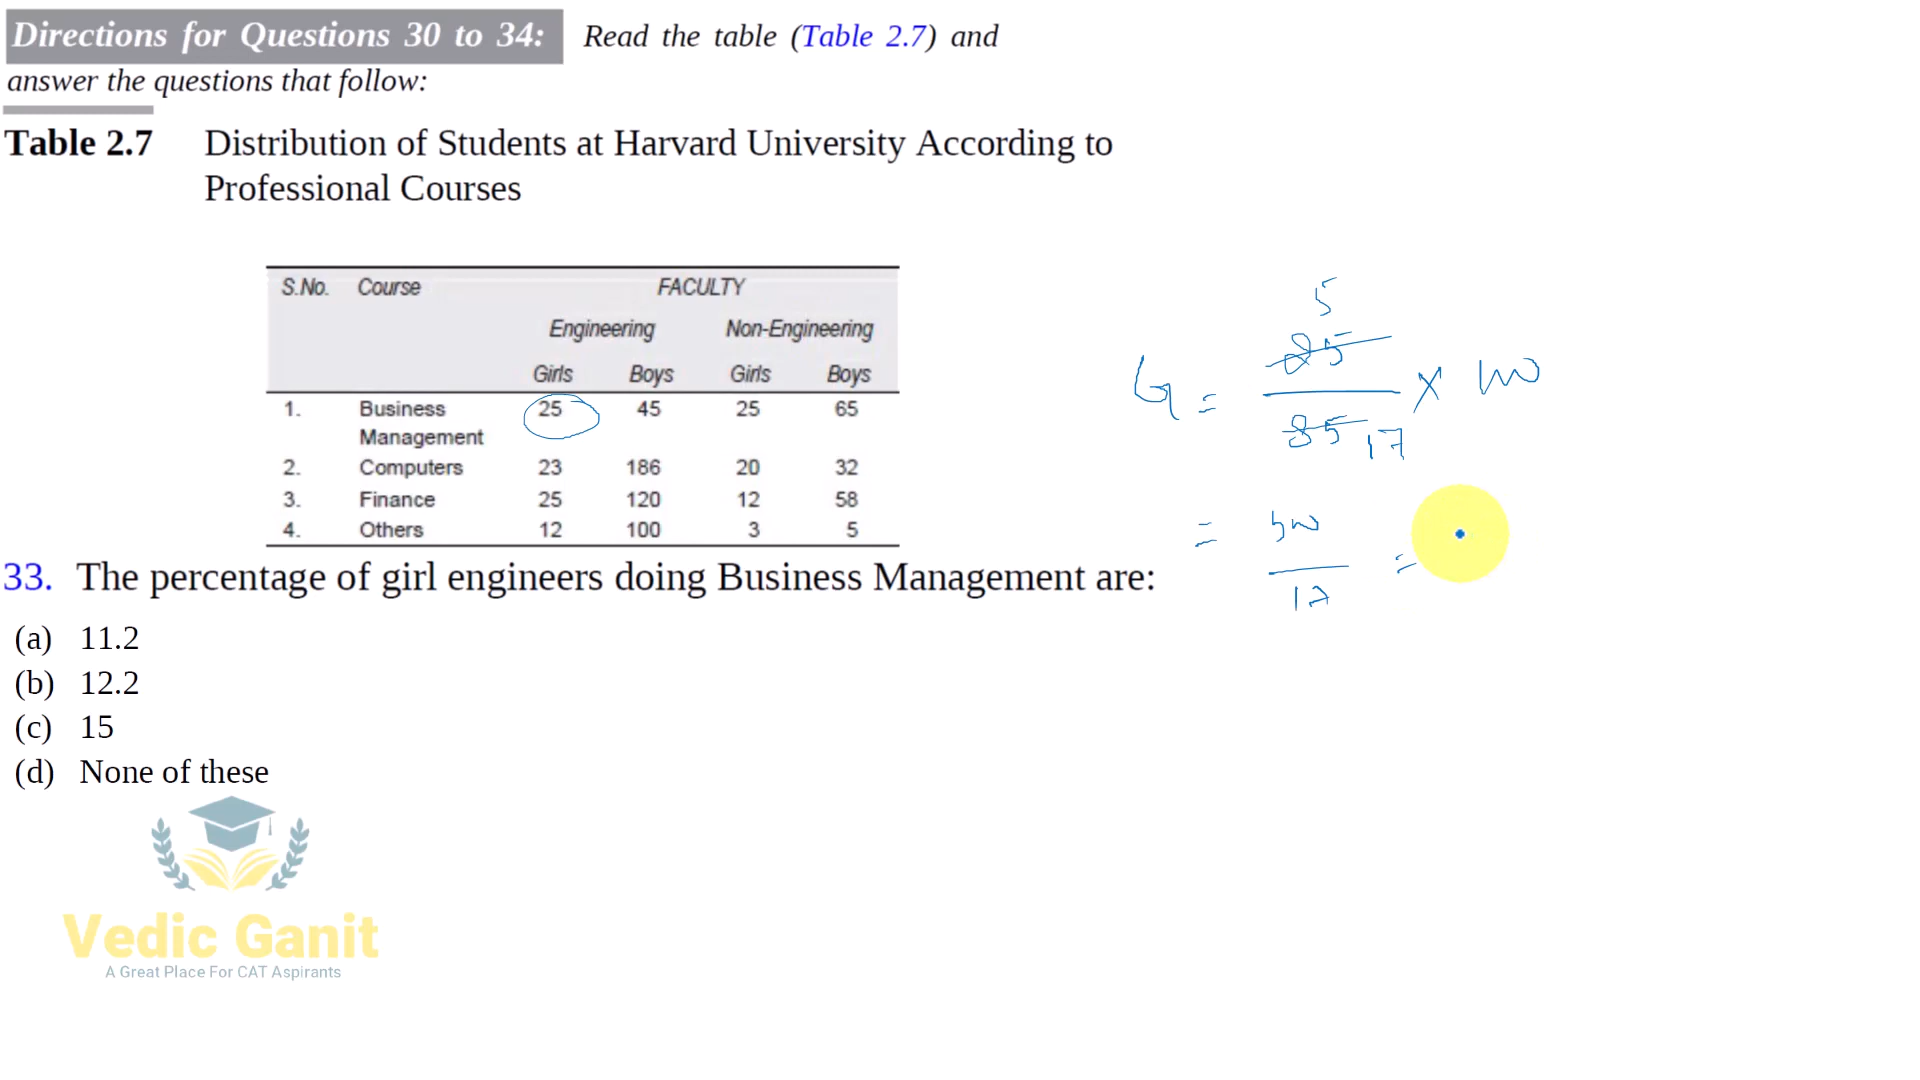 Directions for Questions 30 to 34: Read the table (Table 2.7) and
answer the questions that follow:
Table 2.7 Distribution of Students at Harvard University According to
Professional Courses
S.No. Course FACULTY
Engineering Non-Engineering
Girls Boys Girls Boys
1. Business Management 25 45 25 65
2. Computers 23 186 20 32
3. Finance 25 120 12 58
4. Others 12 100 3 5
33. The percentage of girl engineers doing Business Management are:
(a) 11.2
(b) 12.2
(c) 15
(d) None of these
Vedic Ganit
A Great Place For CAT Aspirants
5
G = 25/85 × 100
17
= 500/17 =